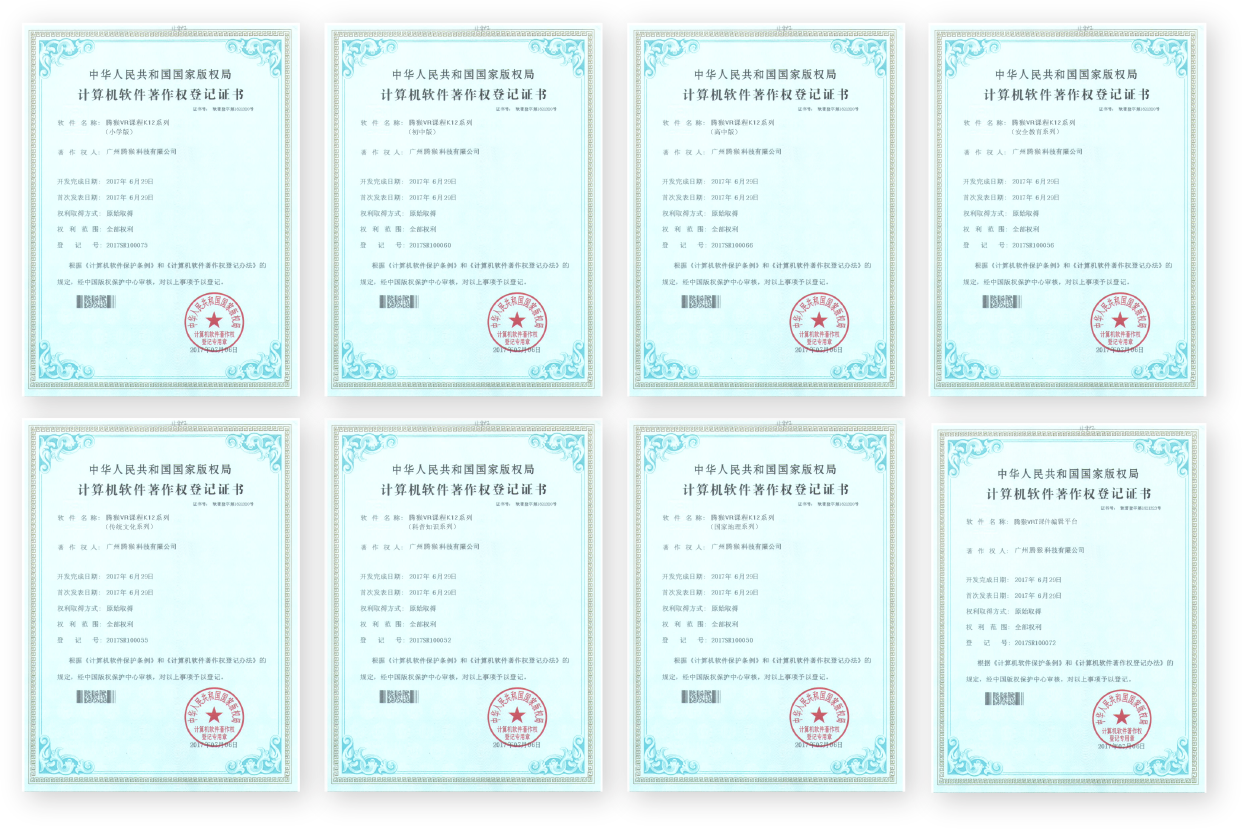 中华人民共和国国家版权局
计算机软件著作权登记证书
证书号：
软 件 名 称： 腾猴VR课程K12系列
（小学版）
著 作 权 人： 广州腾猴科技有限公司
开发完成日期： 2017年 6月20日
首次发表日期： 2017年 6月20日
权利取得方式： 原始取得
权 利 范 围： 全部权利
登 记 号： 2017SR100075
根据《计算机软件保护条例》和《计算机软件著作权登记办法》的
规定，经中国版权保护中心审核，对以上事项予以登记。
中华人民共和国国家版权局
计算机软件著作权
登记专用章
2017年07月06日
中华人民共和国国家版权局
计算机软件著作权登记证书
证书号：
软 件 名 称： 腾猴VR课程K12系列
（初中版）
著 作 权 人： 广州腾猴科技有限公司
开发完成日期： 2017年 6月20日
首次发表日期： 2017年 6月20日
权利取得方式： 原始取得
权 利 范 围： 全部权利
登 记 号： 2017SR100060
根据《计算机软件保护条例》和《计算机软件著作权登记办法》的
规定，经中国版权保护中心审核，对以上事项予以登记。
中华人民共和国国家版权局
计算机软件著作权
登记专用章
2017年07月06日
中华人民共和国国家版权局
计算机软件著作权登记证书
证书号：
软 件 名 称： 腾猴VR课程K12系列
（高中版）
著 作 权 人： 广州腾猴科技有限公司
开发完成日期： 2017年 6月20日
首次发表日期： 2017年 6月20日
权利取得方式： 原始取得
权 利 范 围： 全部权利
登 记 号： 2017SR100066
根据《计算机软件保护条例》和《计算机软件著作权登记办法》的
规定，经中国版权保护中心审核，对以上事项予以登记。
中华人民共和国国家版权局
计算机软件著作权
登记专用章
2017年07月06日
中华人民共和国国家版权局
计算机软件著作权登记证书
证书号：
软 件 名 称： 腾猴VR课程K12系列
（安全教育系列）
著 作 权 人： 广州腾猴科技有限公司
开发完成日期： 2017年 6月20日
首次发表日期： 2017年 6月20日
权利取得方式： 原始取得
权 利 范 围： 全部权利
登 记 号： 2017SR100056
根据《计算机软件保护条例》和《计算机软件著作权登记办法》的
规定，经中国版权保护中心审核，对以上事项予以登记。
中华人民共和国国家版权局
计算机软件著作权
登记专用章
2017年07月06日
中华人民共和国国家版权局
计算机软件著作权登记证书
证书号：
软 件 名 称： 腾猴VR课程K12系列
（传统文化系列）
著 作 权 人： 广州腾猴科技有限公司
开发完成日期： 2017年 6月20日
首次发表日期： 2017年 6月20日
权利取得方式： 原始取得
权 利 范 围： 全部权利
登 记 号： 2017SR100055
根据《计算机软件保护条例》和《计算机软件著作权登记办法》的
规定，经中国版权保护中心审核，对以上事项予以登记。
中华人民共和国国家版权局
计算机软件著作权
登记专用章
2017年07月06日
中华人民共和国国家版权局
计算机软件著作权登记证书
证书号：
软 件 名 称： 腾猴VR课程K12系列
（科普知识系列）
著 作 权 人： 广州腾猴科技有限公司
开发完成日期： 2017年 6月20日
首次发表日期： 2017年 6月20日
权利取得方式： 原始取得
权 利 范 围： 全部权利
登 记 号： 2017SR100052
根据《计算机软件保护条例》和《计算机软件著作权登记办法》的
规定，经中国版权保护中心审核，对以上事项予以登记。
中华人民共和国国家版权局
计算机软件著作权
登记专用章
2017年07月06日
中华人民共和国国家版权局
计算机软件著作权登记证书
证书号：
软 件 名 称： 腾猴VR课程K12系列
（国家地理系列）
著 作 权 人： 广州腾猴科技有限公司
开发完成日期： 2017年 6月20日
首次发表日期： 2017年 6月20日
权利取得方式： 原始取得
权 利 范 围： 全部权利
登 记 号： 2017SR100050
根据《计算机软件保护条例》和《计算机软件著作权登记办法》的
规定，经中国版权保护中心审核，对以上事项予以登记。
中华人民共和国国家版权局
计算机软件著作权
登记专用章
2017年07月06日
中华人民共和国国家版权局
计算机软件著作权登记证书
证书号：
软 件 名 称： 腾猴VRT课件编辑平台
著 作 权 人： 广州腾猴科技有限公司
开发完成日期： 2017年 6月20日
首次发表日期： 2017年 6月20日
权利取得方式： 原始取得
权 利 范 围： 全部权利
登 记 号： 2017SR100072
根据《计算机软件保护条例》和《计算机软件著作权登记办法》的
规定，经中国版权保护中心审核，对以上事项予以登记。
中华人民共和国国家版权局
计算机软件著作权
登记专用章
2017年07月06日